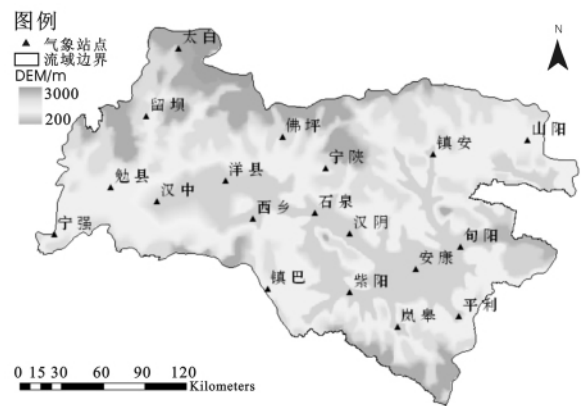 图例
▲ 气象站点
流域边界
DEM/m
3000
200
N
太白
留坝
佛坪
宁陕
镇安
山阳
勉县
汉中
洋县
西乡
石泉
汉阴
宁强
旬阳
安康
镇巴
紫阳
岚皋
平利
0 15 30 60 90 120
Kilometers